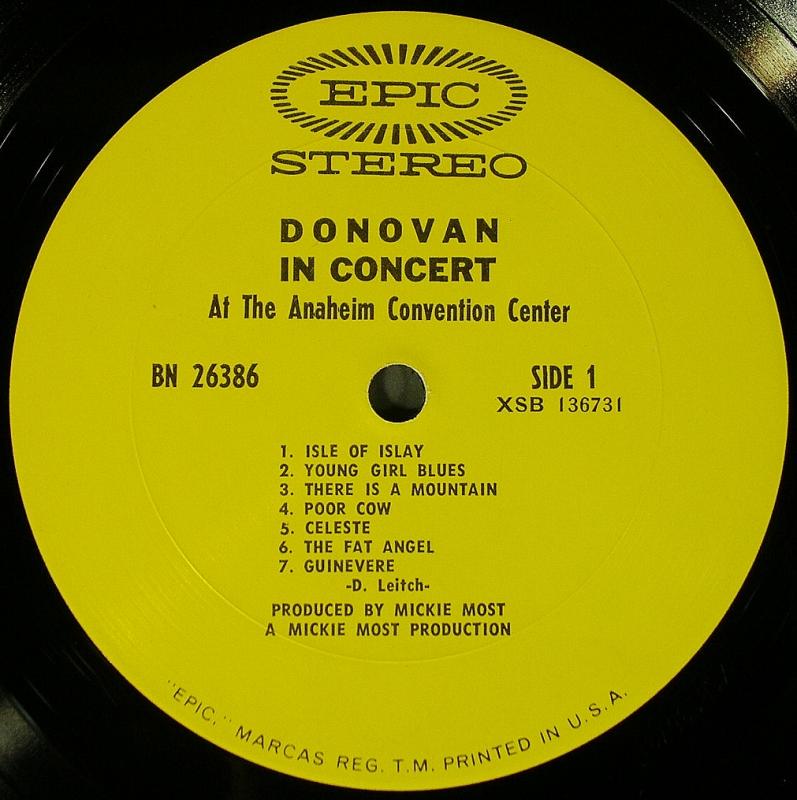 EPIC
STEREO
DONOVAN
IN CONCERT
At The Anaheim Convention Center
BN 26386
SIDE 1
XSB 136731
1. ISLE OF ISLAY
2. YOUNG GIRL BLUES
3. THERE IS A MOUNTAIN
4. POOR COW
5. CELESTE
6. THE FAT ANGEL
7. GUINEVERE
-D. Leitch-
PRODUCED BY MICKIE MOST
A MICKIE MOST PRODUCTION
"EPIC," MARCAS REG. T.M. PRINTED IN U.S.A.